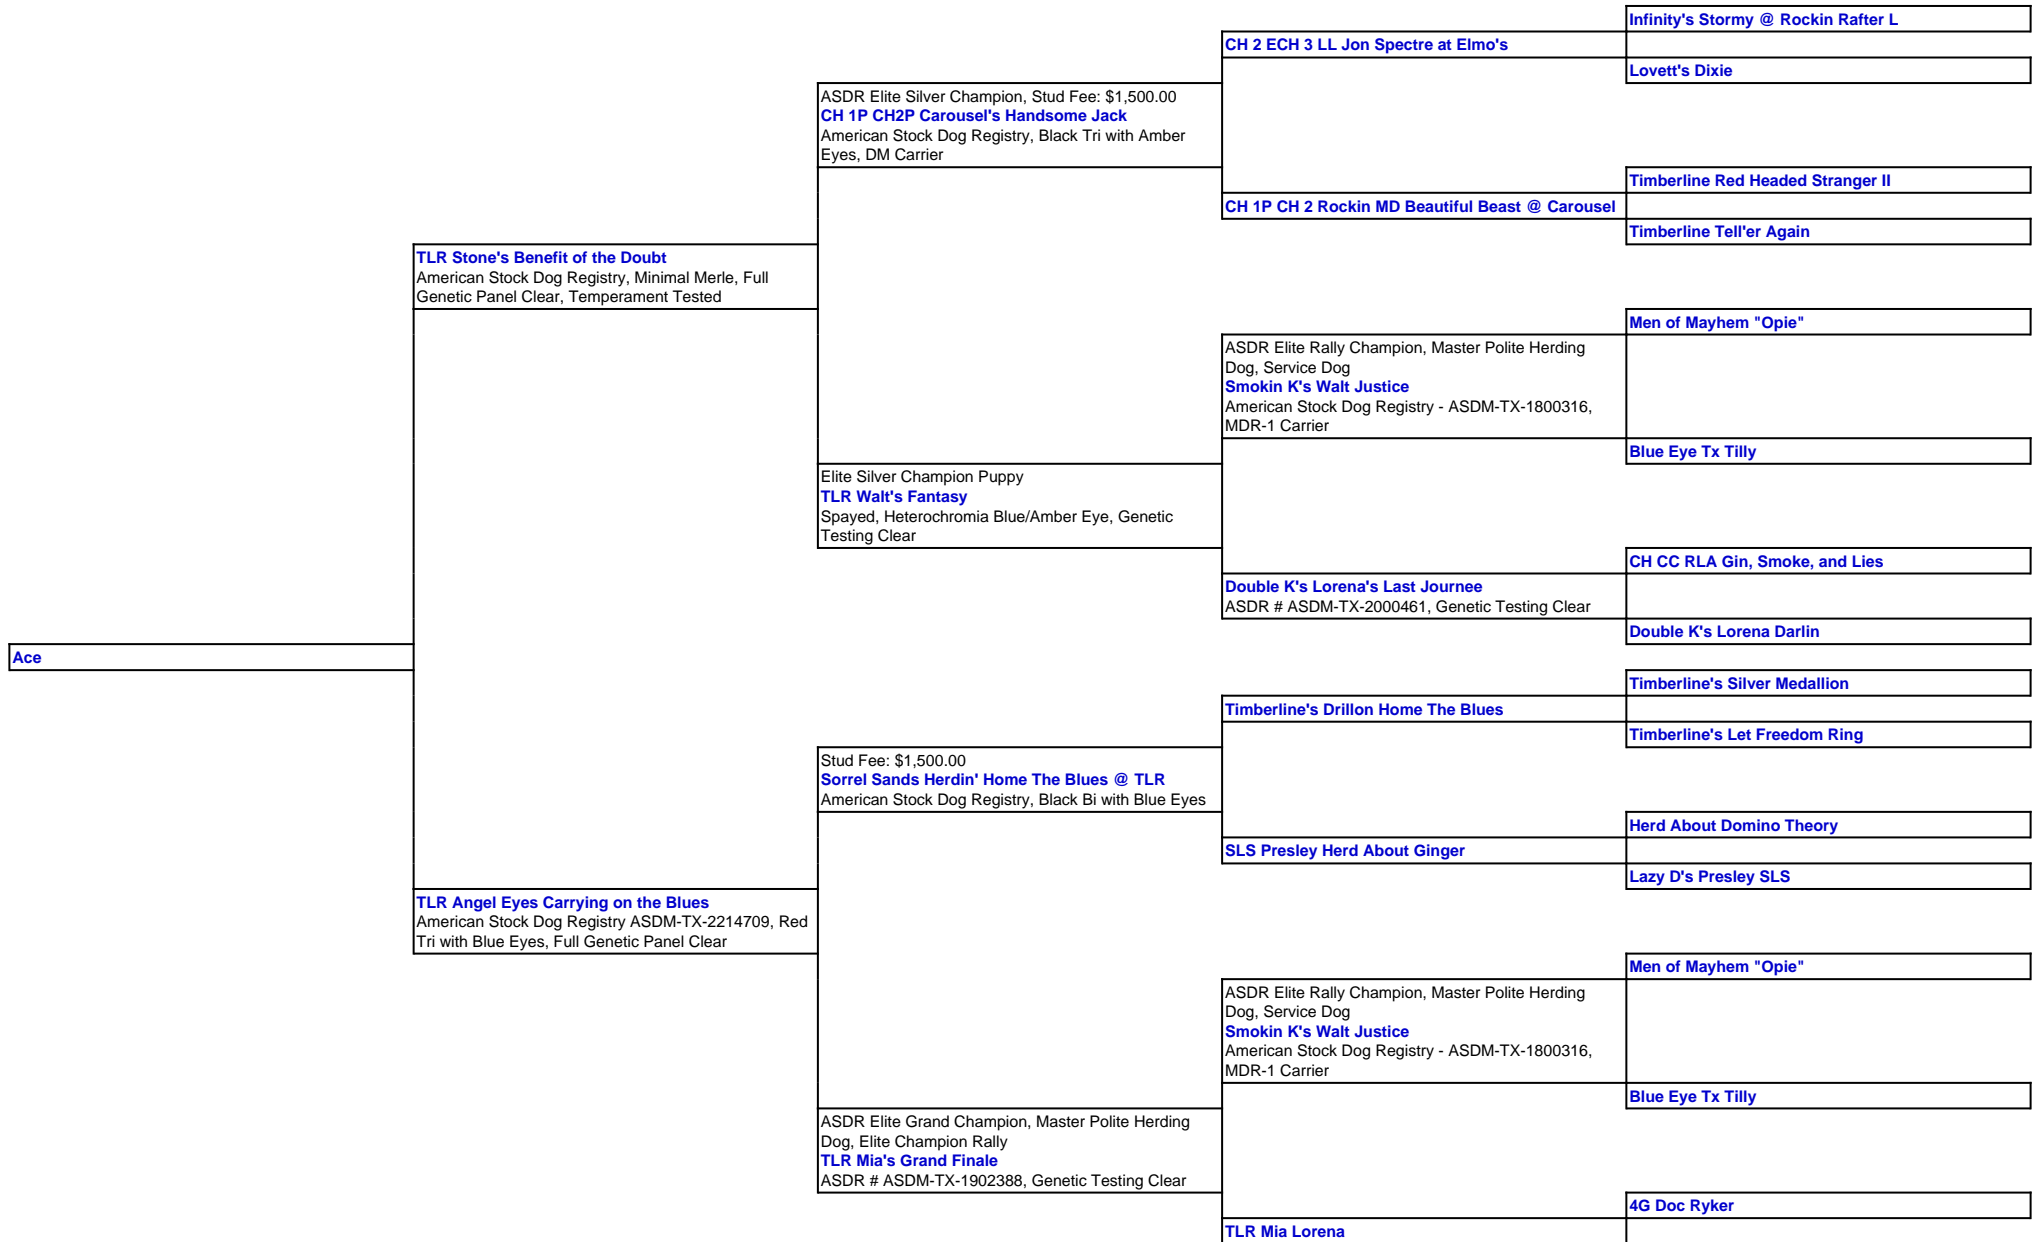 Infinity's Stormy @ Rockin Rafter L
CH 2 ECH 3 LL Jon Spectre at Elmo's
Lovett's Dixie
ASDR Elite Silver Champion, Stud Fee: $1,500.00
CH 1P CH2P Carousel's Handsome Jack
American Stock Dog Registry, Black Tri with Amber
Eyes, DM Carrier
Timberline Red Headed Stranger II
CH 1P CH 2 Rockin MD Beautiful Beast @ Carousel
Timberline Tell'er Again
TLR Stone's Benefit of the Doubt
American Stock Dog Registry, Minimal Merle, Full
Genetic Panel Clear, Temperament Tested
Men of Mayhem "Opie"
ASDR Elite Rally Champion, Master Polite Herding
Dog, Service Dog
Smokin K's Walt Justice
American Stock Dog Registry - ASDM-TX-1800316,
MDR-1 Carrier
Blue Eye Tx Tilly
Elite Silver Champion Puppy
TLR Walt's Fantasy
Spayed, Heterochromia Blue/Amber Eye, Genetic
Testing Clear
CH CC RLA Gin, Smoke, and Lies
Double K's Lorena's Last Journee
ASDR # ASDM-TX-2000461, Genetic Testing Clear
Double K's Lorena Darlin
Ace
Timberline's Silver Medallion
Timberline's Drillon Home The Blues
Timberline's Let Freedom Ring
Stud Fee: $1,500.00
Sorrel Sands Herdin' Home The Blues @ TLR
American Stock Dog Registry, Black Bi with Blue Eyes
Herd About Domino Theory
SLS Presley Herd About Ginger
Lazy D's Presley SLS
TLR Angel Eyes Carrying on the Blues
American Stock Dog Registry ASDM-TX-2214709, Red
Tri with Blue Eyes, Full Genetic Panel Clear
Men of Mayhem "Opie"
ASDR Elite Rally Champion, Master Polite Herding
Dog, Service Dog
Smokin K's Walt Justice
American Stock Dog Registry - ASDM-TX-1800316,
MDR-1 Carrier
Blue Eye Tx Tilly
ASDR Elite Grand Champion, Master Polite Herding
Dog, Elite Champion Rally
TLR Mia's Grand Finale
ASDR # ASDM-TX-1902388, Genetic Testing Clear
4G Doc Ryker
TLR Mia Lorena